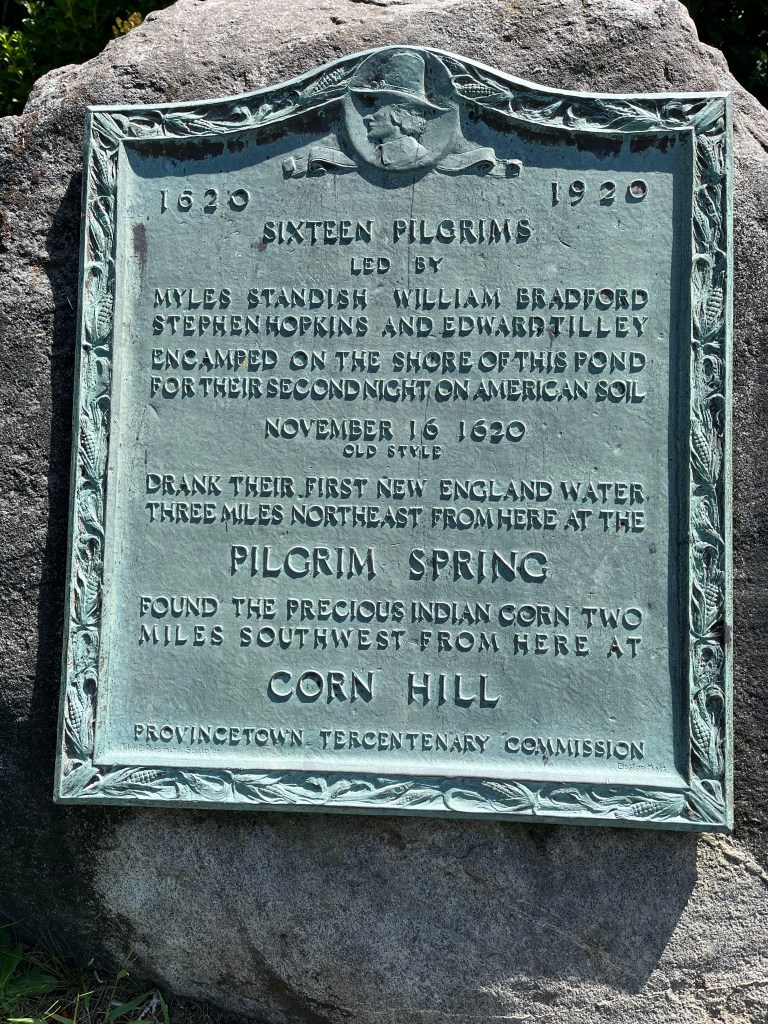 1620 1920
SIXTEEN PILGRIMS
LED BY
MYLES STANDISH WILLIAM BRADFORD
STEPHEN HOPKINS AND EDWARD TILLEY
ENCAMPED ON THE SHORE OF THIS POND
FOR THEIR SECOND NIGHT ON AMERICAN SOIL
NOVEMBER 16 1620
OLD STYLE
DRANK THEIR FIRST NEW ENGLAND WATER
THREE MILES NORTHEAST FROM HERE AT THE
PILGRIM SPRING
FOUND THE PRECIOUS INDIAN CORN TWO
MILES SOUTHWEST FROM HERE AT
CORN HILL
PROVINCETOWN TERCENTENARY COMMISSION